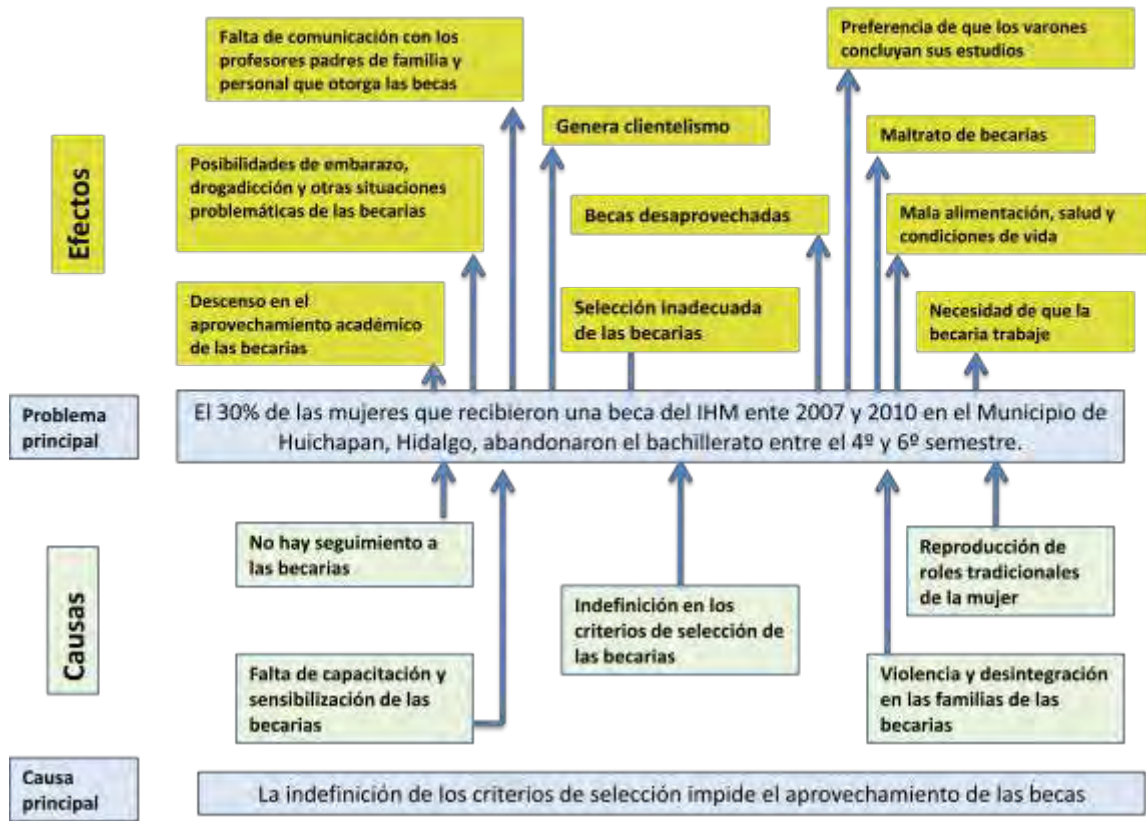 Efectos
Falta de comunicación con los
profesores padres de familia y
personal que otorga las becas
Preferencia de que los varones
concluyan sus estudios
Genera clientelismo
Maltrato de becarias
Posibilidades de embarazo,
drogadicción y otras situaciones
problemáticas de las becarias
Becas desaprovechadas
Mala alimentación, salud y
condiciones de vida
Descenso en el
aprovechamiento académico
de las becarias
Selección inadecuada
de las becarias
Necesidad de que la
becaria trabaje
Problema
principal
El 30% de las mujeres que recibieron una beca del IHM ente 2007 y 2010 en el Municipio de
Huichapan, Hidalgo, abandonaron el bachillerato entre el 4º y 6º semestre.
Causas
No hay seguimiento a
las becarias
Reproducción de
roles tradicionales
de la mujer
Indefinición en los
criterios de selección de
las becarias
Falta de capacitación y
sensibilización de las
becarias
Violencia y desintegración
en las familias de las
becarias
Causa
principal
La indefinición de los criterios de selección impide el aprovechamiento de las becas